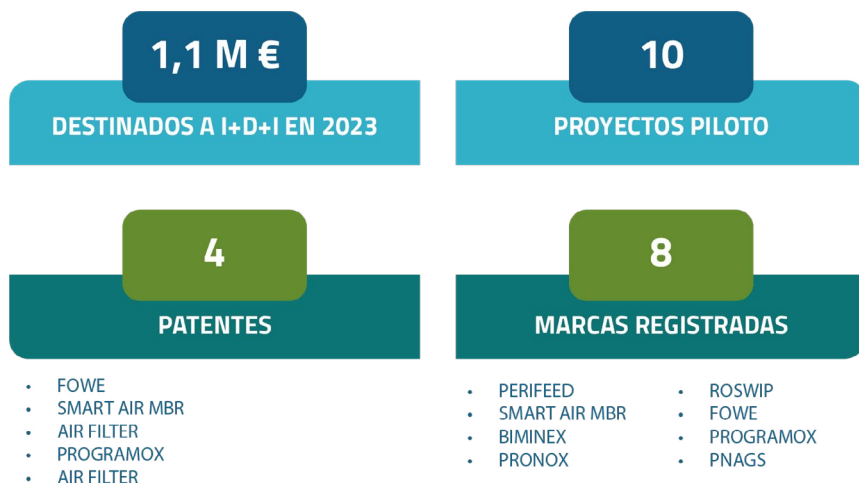 1,1 M €
DESTINADOS A I+D+I EN 2023
10
PROYECTOS PILOTO
4
PATENTES
• FOWE
• SMART AIR MBR
• AIR FILTER
• PROGRAMOX
• AIR FILTER
8
MARCAS REGISTRADAS
• PERIFEED
• SMART AIR MBR
• BIMINEX
• PRONOX
• ROSWIP
• FOWE
• PROGRAMOX
• PNAGS